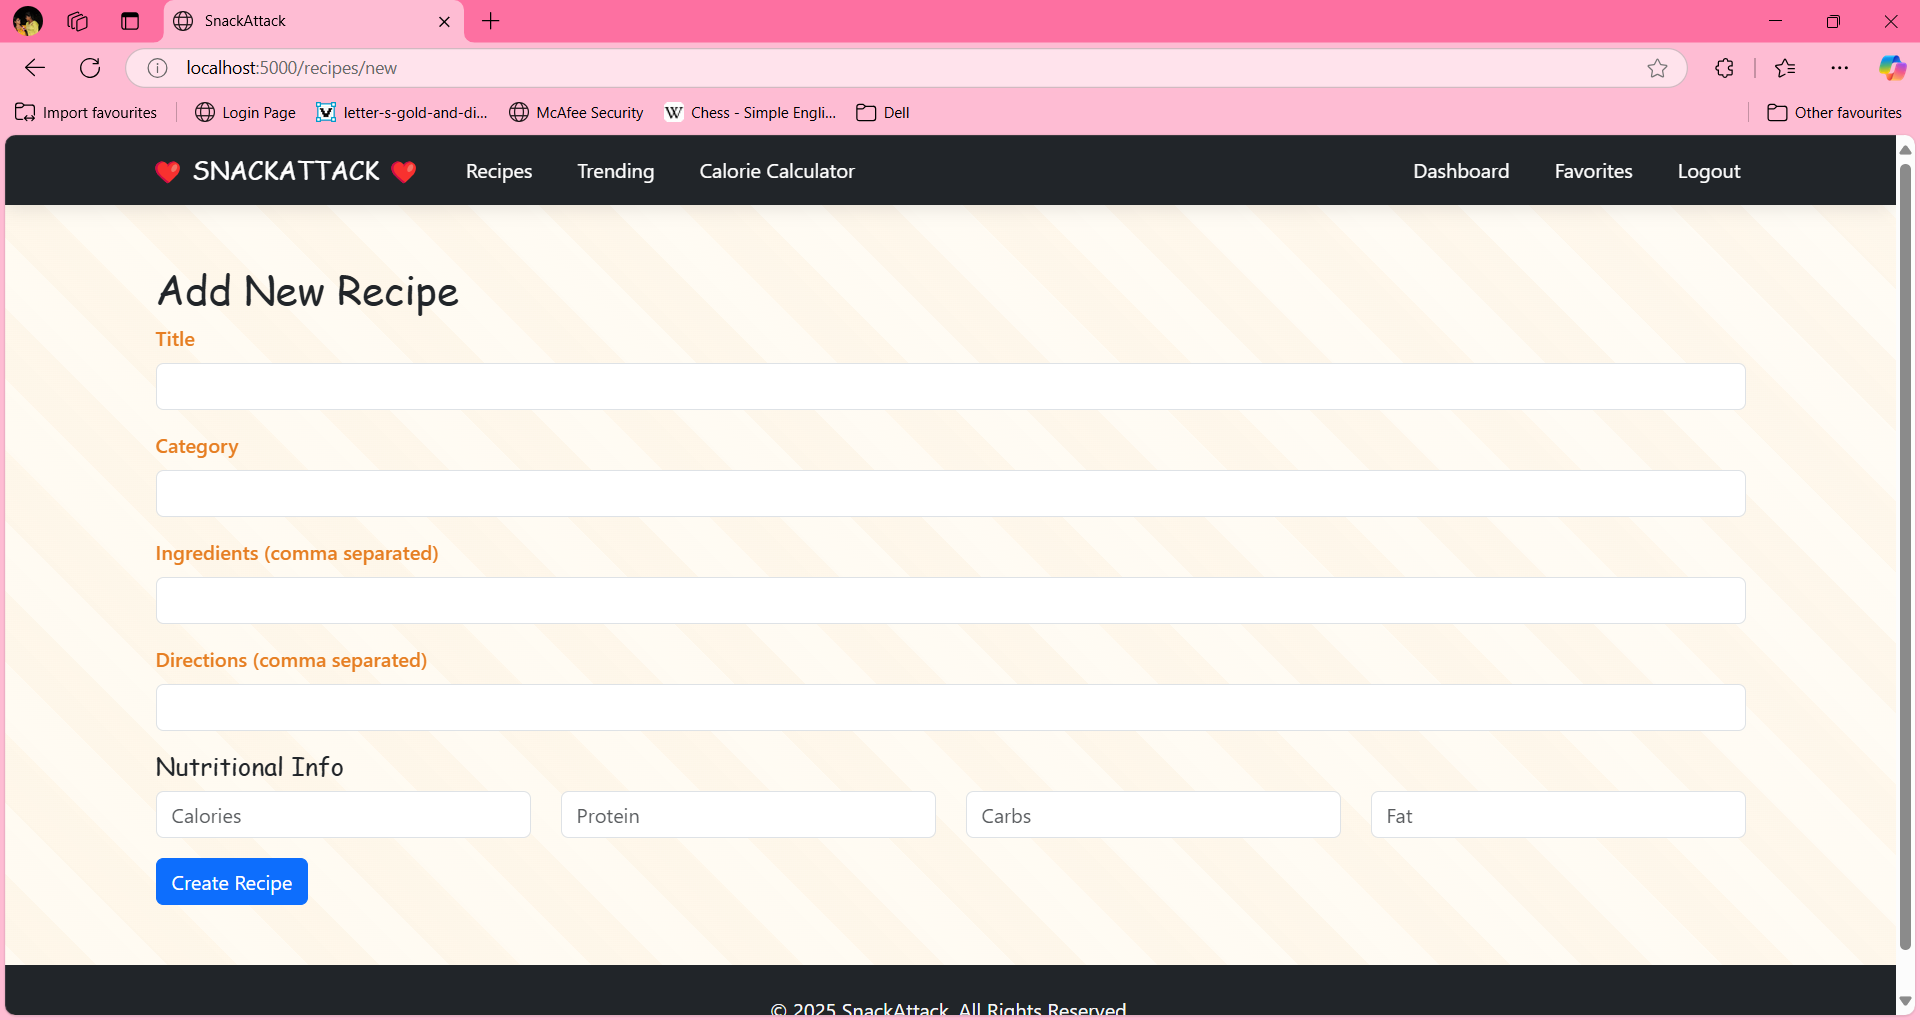 SnackAttack
localhost:5000/recipes/new
Import favourites
Login Page
letter-s-gold-and-di...
McAfee Security
W Chess - Simple Engli...
Dell
Other favourites
SNACKATTACK
Recipes
Trending
Calorie Calculator
Dashboard
Favorites
Logout
Add New Recipe
Title
Category
Ingredients (comma separated)
Directions (comma separated)
Nutritional Info
Calories
Protein
Carbs
Fat
Create Recipe
© 2025 SnackAttack. All Rights Reserved